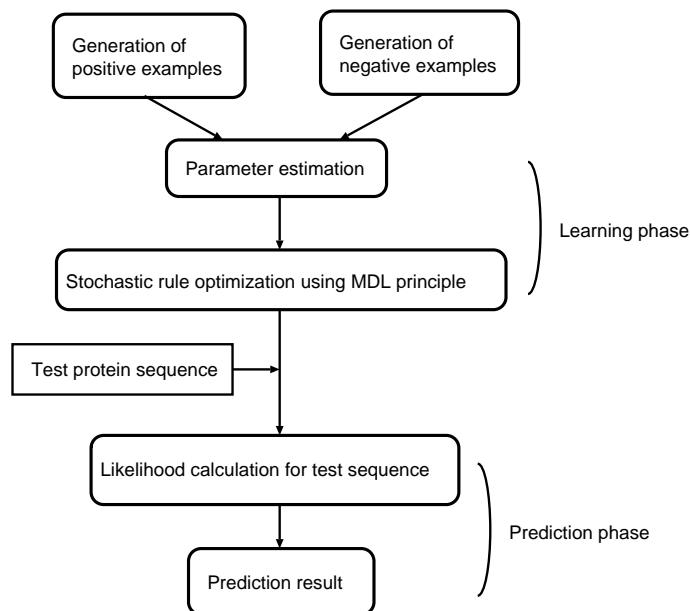 Generation of
positive examples
Generation of
negative examples
Parameter estimation
Learning phase
Stochastic rule optimization using MDL principle
Test protein sequence
Likelihood calculation for test sequence
Prediction phase
Prediction result